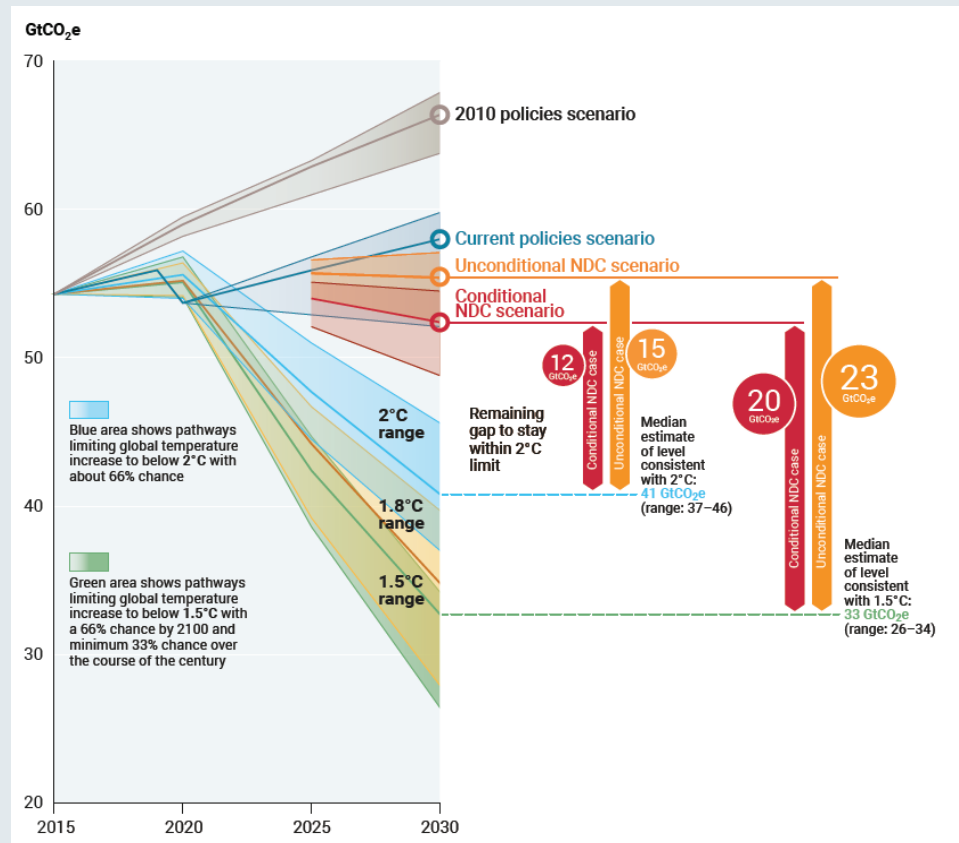 GtCO₂e
70
60
50
40
30
20
2015
2020
2025
2030
2010 policies scenario
Current policies scenario
Unconditional NDC scenario
Conditional
NDC scenario
2°C
range
1.8°C
range
1.5°C
range
Blue area shows pathways
limiting global temperature
increase to below 2°C with
about 66% chance
Green area shows pathways
limiting global temperature
increase to below 1.5°C with
a 66% chance by 2100 and
minimum 33% chance over
the course of the century
Remaining
gap to stay
within 2°C
limit
12
GtCO₂e
Conditional NDC case
Unconditional NDC case
15
GtCO₂e
Median
estimate
of level
consistent
with 2°C:
41 GtCO₂e
(range: 37–46)
20
GtCO₂e
Conditional NDC case
Unconditional NDC case
23
GtCO₂e
Median
estimate
of level
consistent
with 1.5°C:
33 GtCO₂e
(range: 26–34)